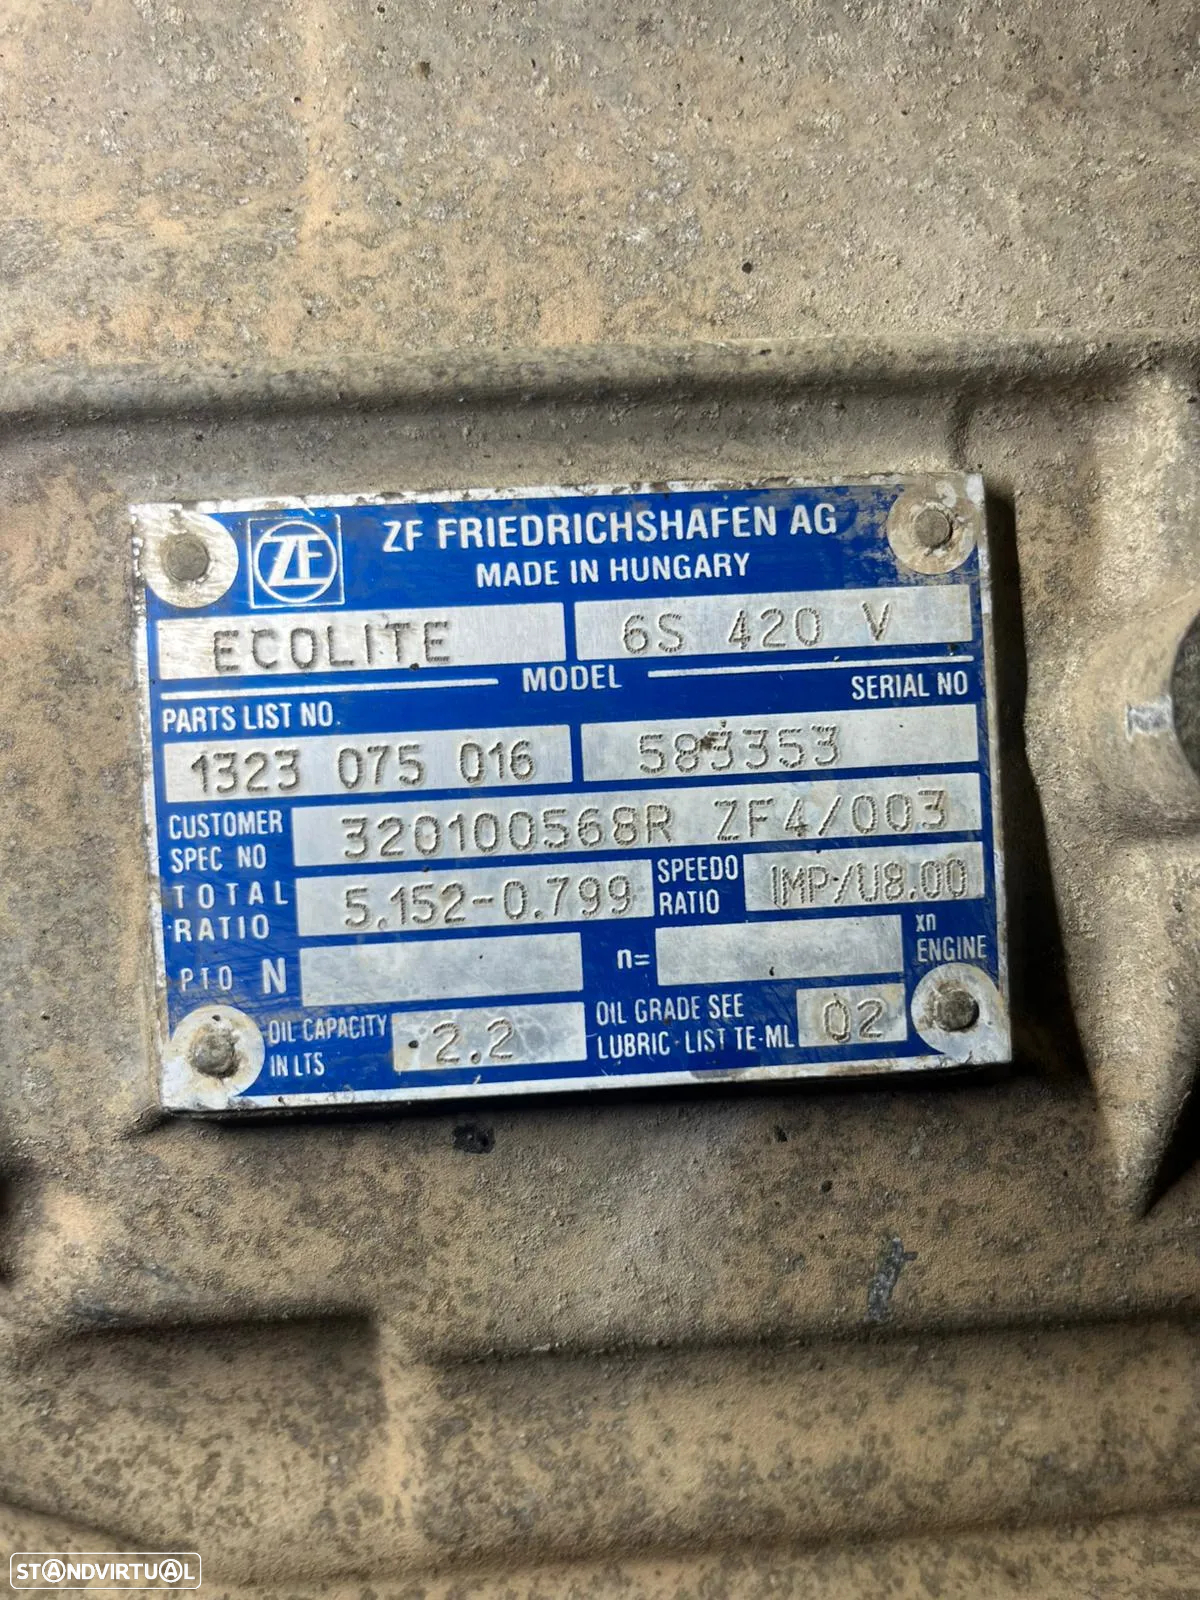 ZF
ZF FRIEDRICHSHAFEN AG
MADE IN HUNGARY
ECOLITE 6S 420 V
MODEL
PARTS LIST NO. SERIAL NO
1323 075 016 583353
CUSTOMER SPEC NO 320100568R ZF4/003
TOTAL RATIO 5.152-0.799 SPEEDO RATIO IMP/U8.00
PTO N n= xn ENGINE
OIL CAPACITY IN LTS 2.2 OIL GRADE SEE LUBRIC-LIST TE-ML 02
STANDVIRTUAL